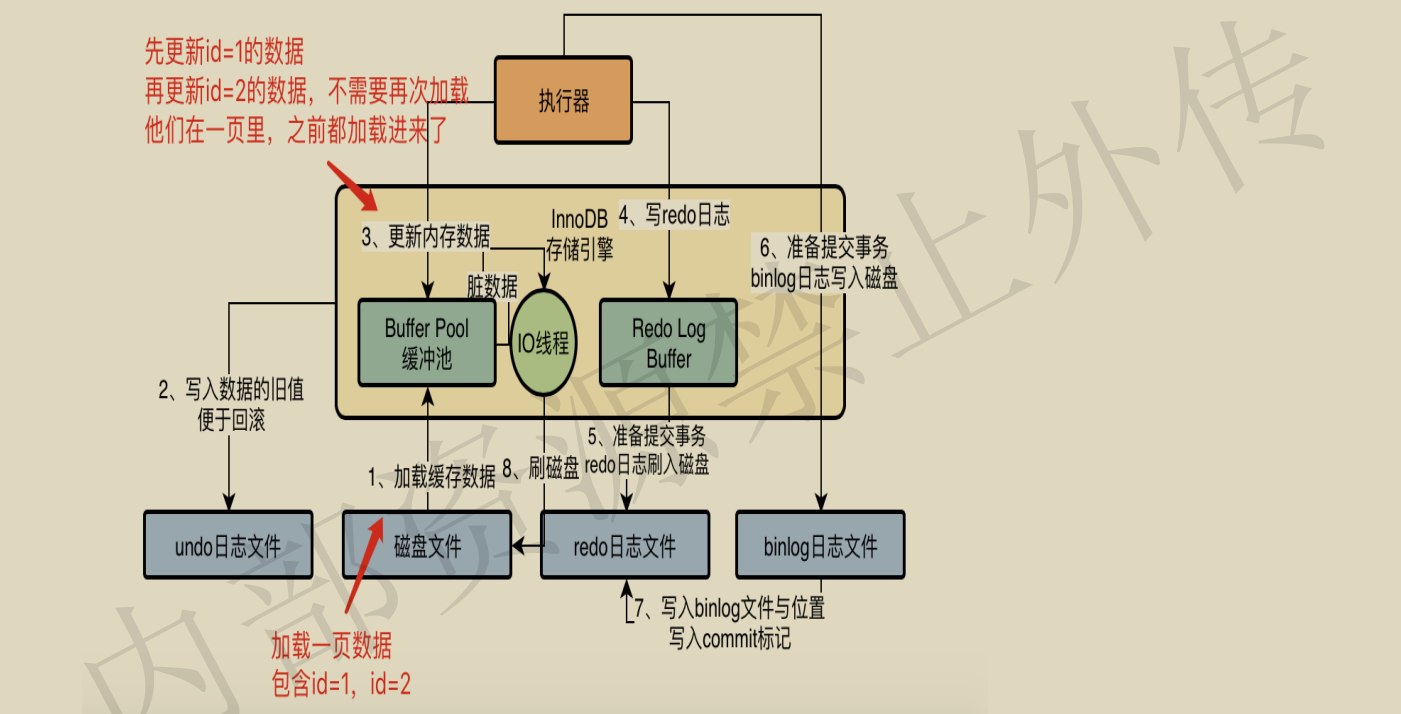 先更新id=1的数据
再更新id=2的数据，不需要再次加载
他们在一页里，之前都加载进来了
执行器
InnoDB
存储引擎
3、更新内存数据
4、写redo日志
6、准备提交事务
binlog日志写入磁盘
脏数据
Buffer Pool
缓冲池
IO线程
Redo Log
Buffer
2、写入数据的旧值
便于回滚
1、加载缓存数据
8、刷磁盘
5、准备提交事务
redo日志刷入磁盘
undo日志文件
磁盘文件
redo日志文件
binlog日志文件
7、写入binlog文件与位置
写入commit标记
加载一页数据
包含id=1，id=2
内部资源禁止外传